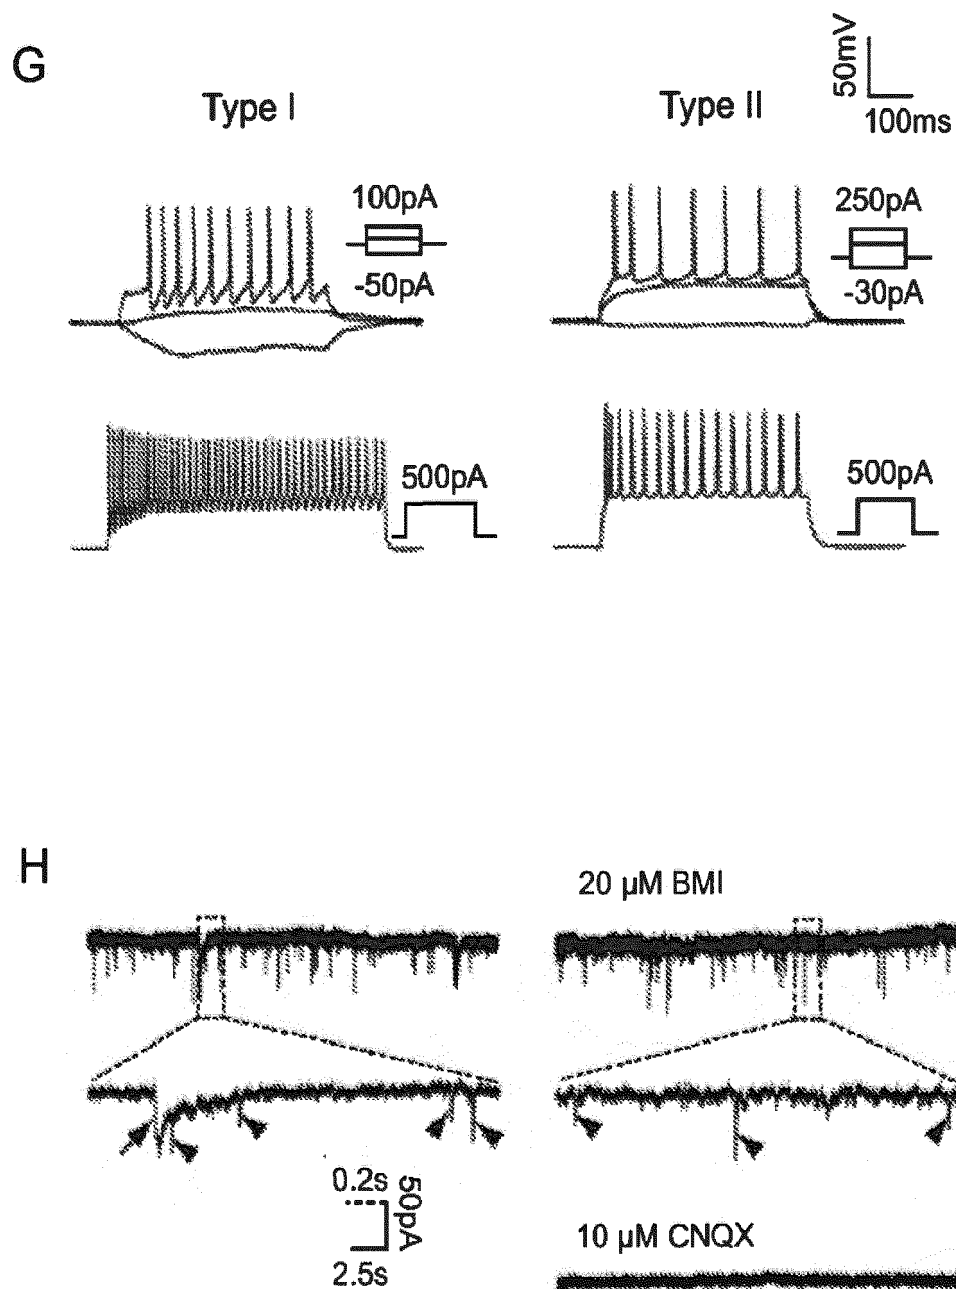 G
50mV
100ms
Type I
Type II
100pA
-50pA
250pA
-30pA
500pA
500pA
H
20 µM BMI
0.2s
50pA
2.5s
10 µM CNQX